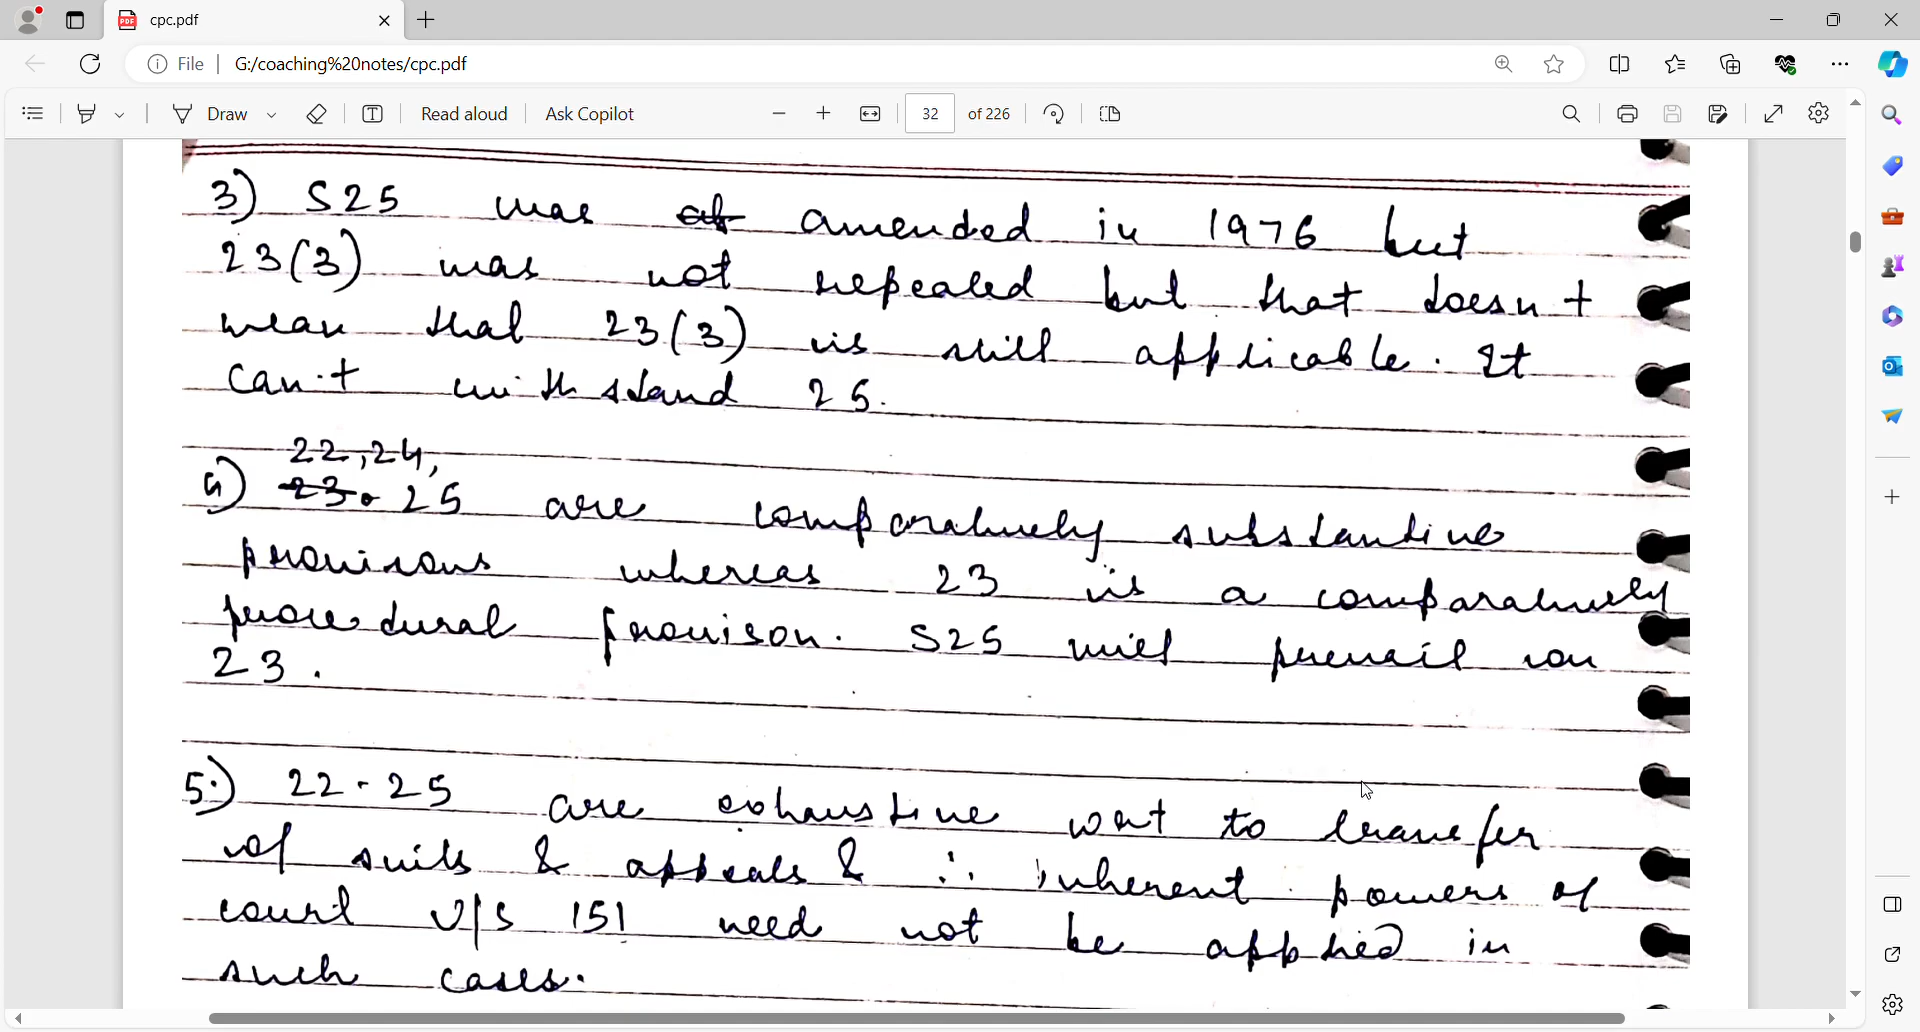 cpc.pdf
File G:/coaching%20notes/cpc.pdf
Draw Read aloud Ask Copilot 32 of 226
3) S25 was amended in 1976 but
23(3) was not repealed but that doesn't
mean that 23(3) is still applicable. It
can't withstand 25.
22, 24,
4) 23. 25 are comparatively substantive
provisions whereas 23 is a comparatively
procedural provison. S25 will prevail on
23.
5.) 22-25 are exhaustive wrt to transfer
of suits & appeals & ∴ inherent powers of
court U/S 151 need not be applied in
such cases.